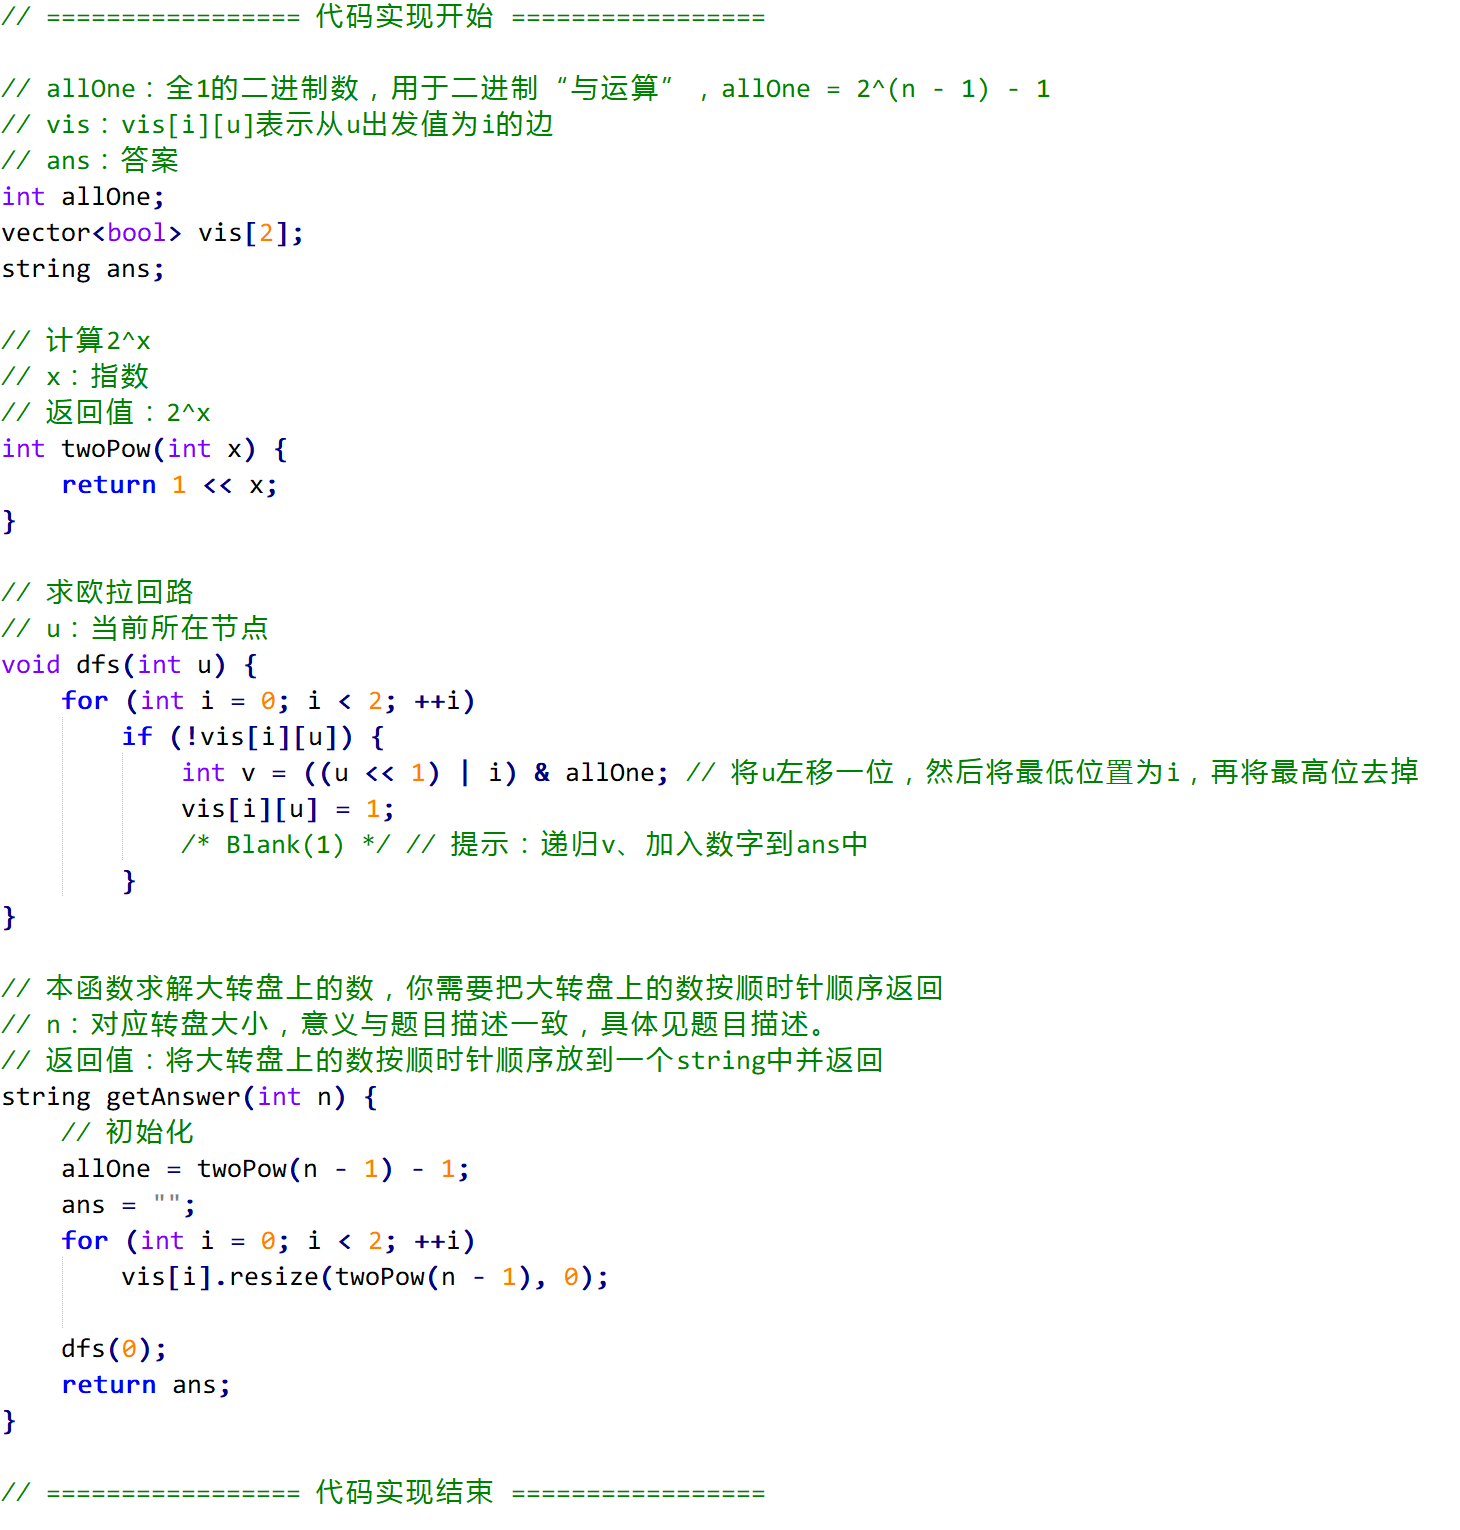 // ================= 代码实现开始 =================
// allOne：全1的二进制数，用于二进制“与运算”，allOne = 2^(n - 1) - 1
// vis：vis[i][u]表示从u出发值为i的边
// ans：答案
int allOne;
vector<bool> vis[2];
string ans;
// 计算2^x
// x：指数
// 返回值：2^x
int twoPow(int x) {
    return 1 << x;
}
// 求欧拉回路
// u：当前所在节点
void dfs(int u) {
    for (int i = 0; i < 2; ++i)
        if (!vis[i][u]) {
            int v = ((u << 1) | i) & allOne; // 将u左移一位，然后将最低位置为i，再将最高位去掉
            vis[i][u] = 1;
            /* Blank(1) */ // 提示：递归v、加入数字到ans中
        }
}
// 本函数求解大转盘上的数，你需要把大转盘上的数按顺时针顺序返回
// n：对应转盘大小，意义与题目描述一致，具体见题目描述。
// 返回值：将大转盘上的数按顺时针顺序放到一个string中并返回
string getAnswer(int n) {
    // 初始化
    allOne = twoPow(n - 1) - 1;
    ans = "";
    for (int i = 0; i < 2; ++i)
        vis[i].resize(twoPow(n - 1), 0);
    dfs(0);
    return ans;
}
// ================= 代码实现结束 =================